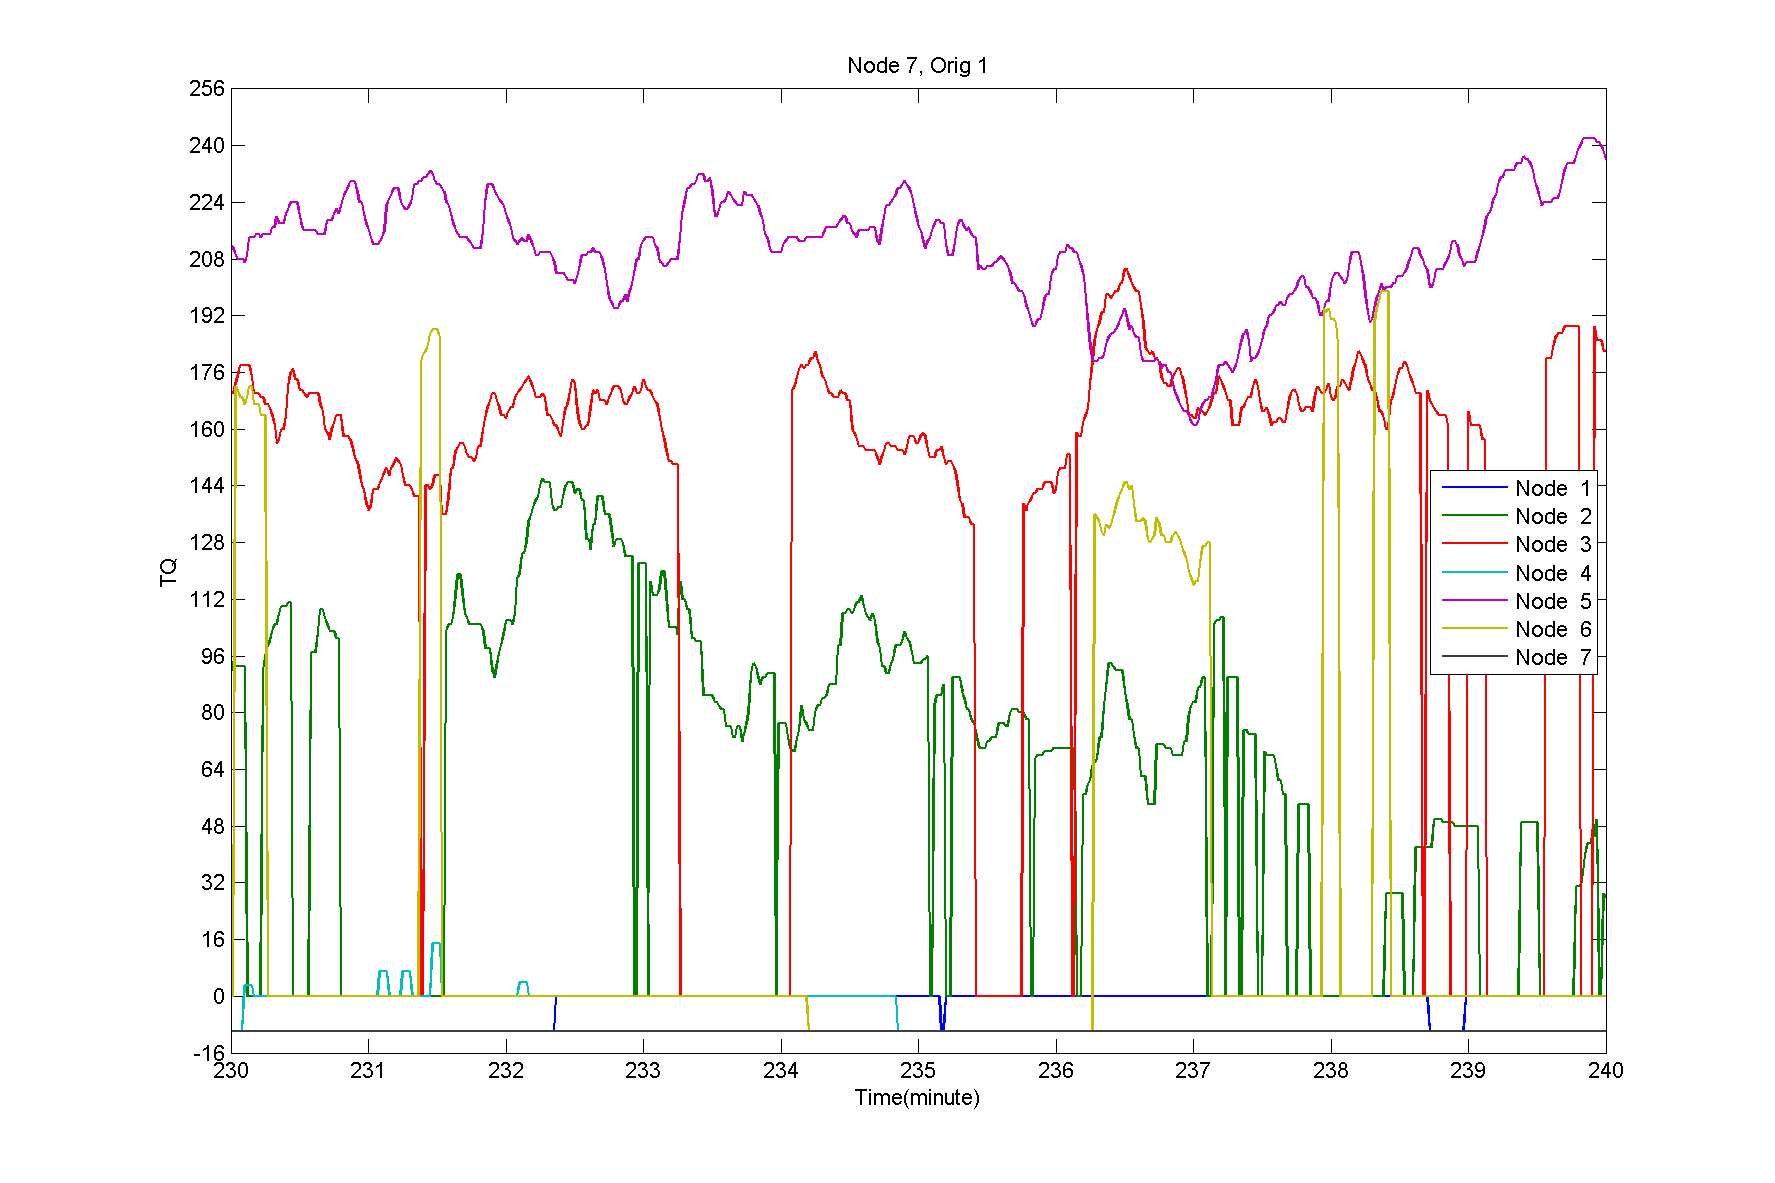 Node 7, Orig 1
256
240
224
208
192
176
160
144
128
112
96
80
64
48
32
16
0
-16
TQ
230 231 232 233 234 235 236 237 238 239 240
Time(minute)
Node 1
Node 2
Node 3
Node 4
Node 5
Node 6
Node 7